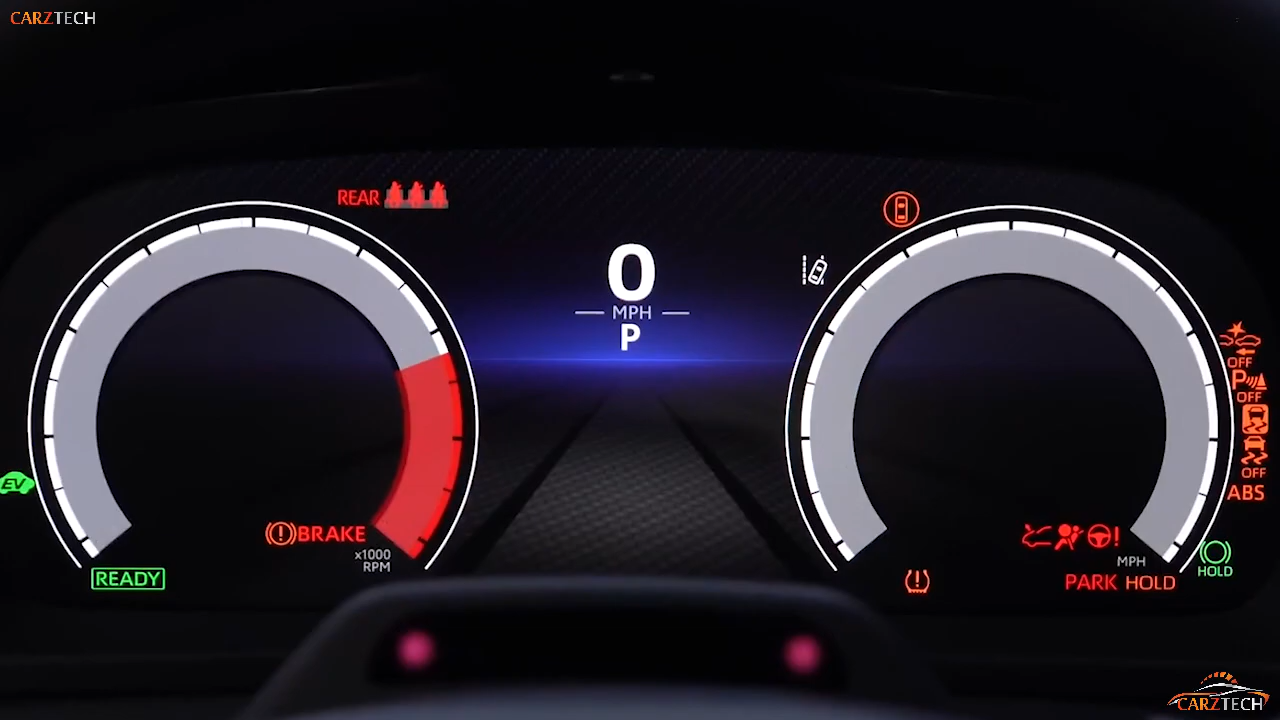 CARZTECH
REAR
0
MPH
P
OFF
P
OFF
OFF
ABS
EV
BRAKE
x1000
RPM
READY
MPH
HOLD
PARK HOLD
CARZTECH